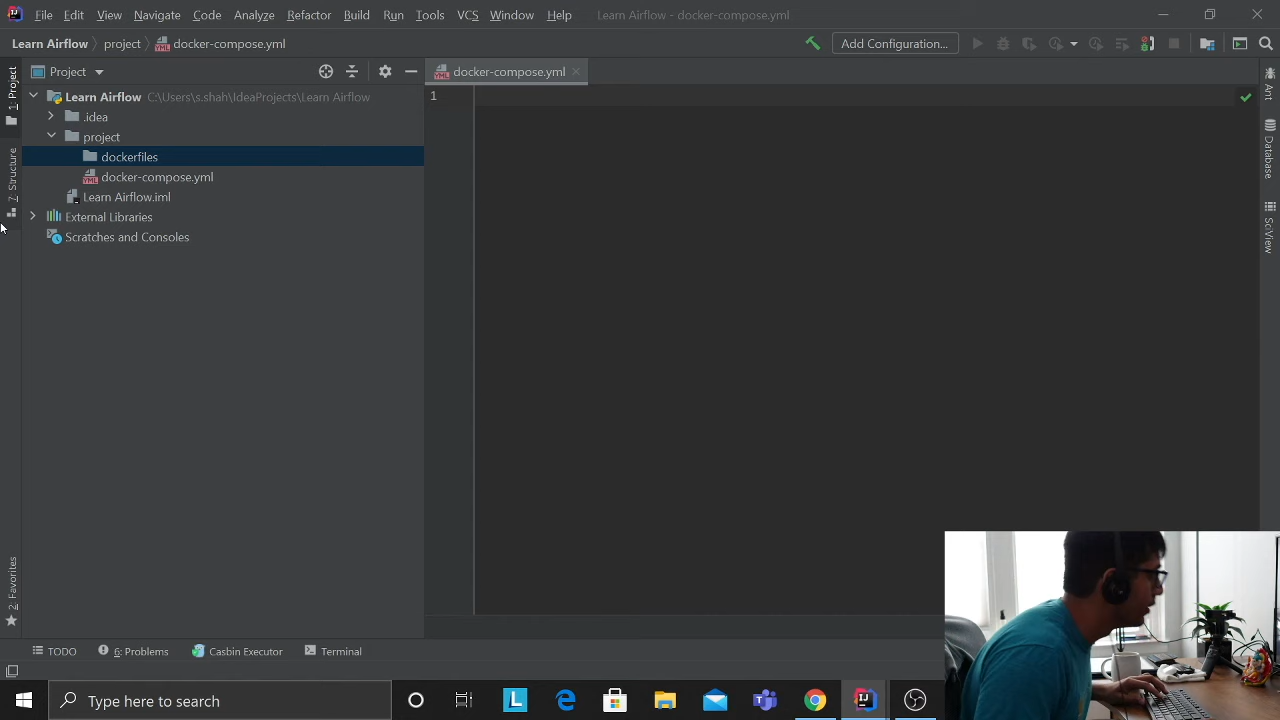 File Edit View Navigate Code Analyze Refactor Build Run Tools VCS Window Help Learn Airflow - docker-compose.yml
Learn Airflow project docker-compose.yml Add Configuration...
Project docker-compose.yml
1: Project
7: Structure
2: Favorites
Learn Airflow C:\Users\s.shah\IdeaProjects\Learn Airflow
.idea
project
dockerfiles
docker-compose.yml
Learn Airflow.iml
External Libraries
Scratches and Consoles
1
Ant
Database
SciView
TODO 6: Problems Casbin Executor Terminal
Type here to search